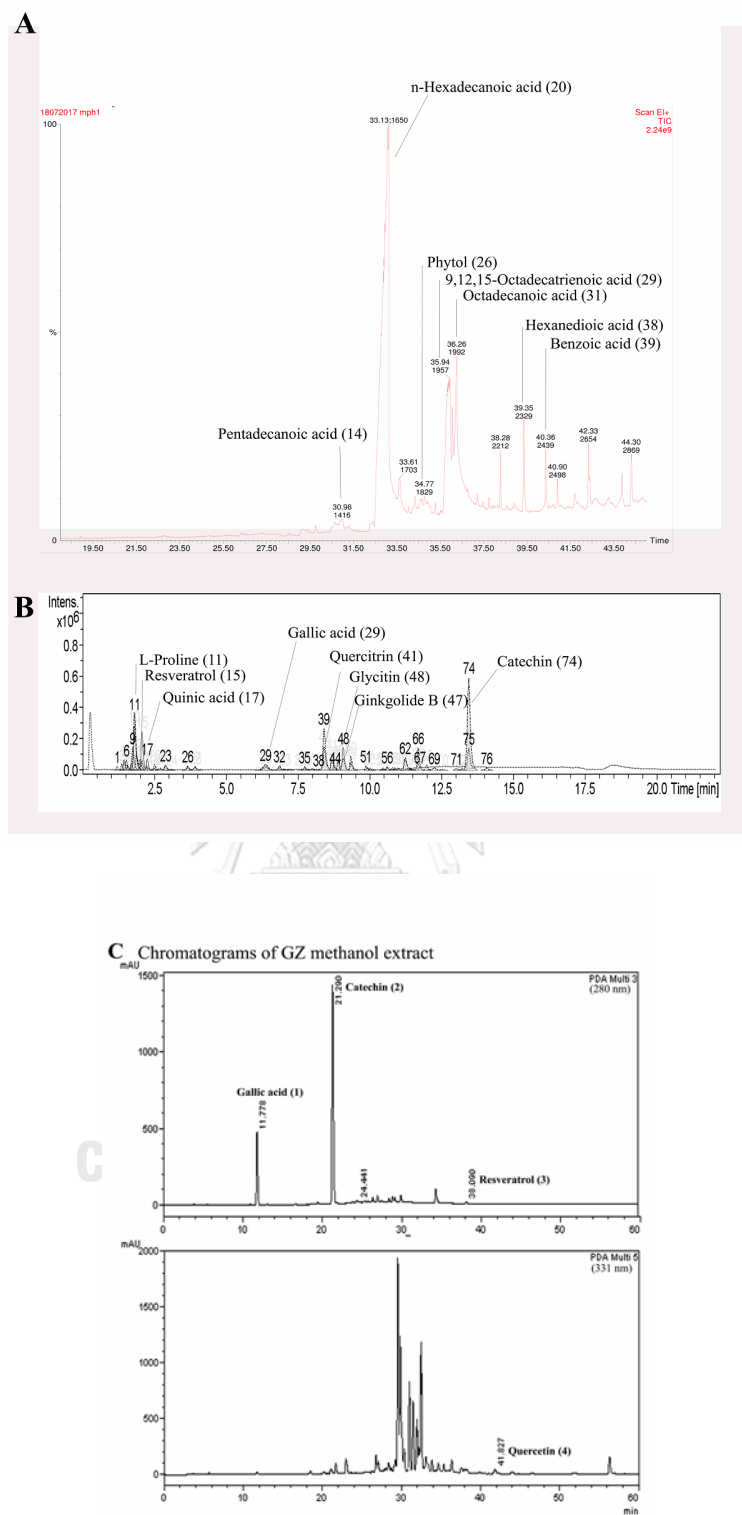 A
n-Hexadecanoic acid (20)
18072017 mph1
Scan EI+
TIC
2.24e9
33.13;1650
100
%
0
Phytol (26)
9,12,15-Octadecatrienoic acid (29)
Octadecanoic acid (31)
Hexanedioic acid (38)
Benzoic acid (39)
Pentadecanoic acid (14)
36.26
1992
35.94
1957
39.35
2329
38.28
2212
40.36
2439
42.33
2654
44.30
2869
40.90
2498
33.61
1703
34.77
1829
30.98
1416
Time
19.50 21.50 23.50 25.50 27.50 29.50 31.50 33.50 35.50 37.50 39.50 41.50 43.50
B
Intens.
x10⁶
0.8
0.6
0.4
0.2
0.0
Gallic acid (29)
L-Proline (11)
Resveratrol (15)
Quinic acid (17)
Quercitrin (41)
Glycitin (48)
Ginkgolide B (47)
Catechin (74)
74
11
39
9
48
66
75
1 6 17 23 26 29 32 35 38 44 51 56 62 67 69 71 76
2.5 5.0 7.5 10.0 12.5 15.0 17.5 20.0 Time [min]
C Chromatograms of GZ methanol extract
mAU
1500
1000
500
0
PDA Multi 3
(280 nm)
Catechin (2)
21.290
Gallic acid (1)
11.778
24.441
Resveratrol (3)
38.090
0 10 20 30 40 50 60
mAU
2000
1500
1000
500
0
PDA Multi 5
(331 nm)
Quercetin (4)
41.827
0 10 20 30 40 50 60
min